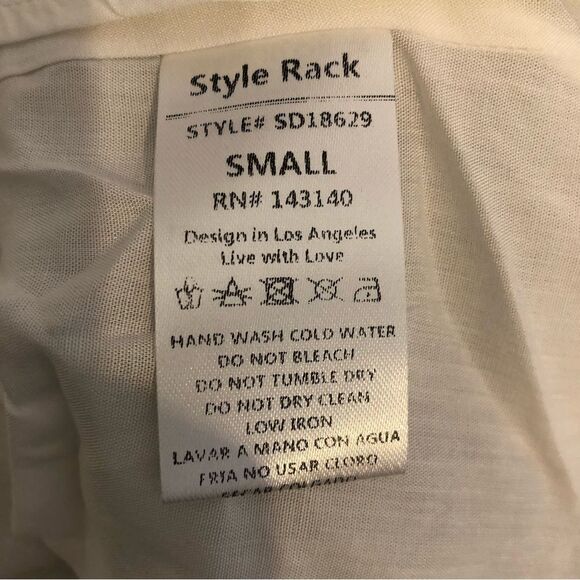 Style Rack
STYLE# SD18629
SMALL
RN# 143140
Design in Los Angeles
Live with Love
HAND WASH COLD WATER
DO NOT BLEACH
DO NOT TUMBLE DRY
DO NOT DRY CLEAN
LOW IRON
LAVAR A MANO CON AGUA
FRIA NO USAR CLORO
SECAR COLGADO